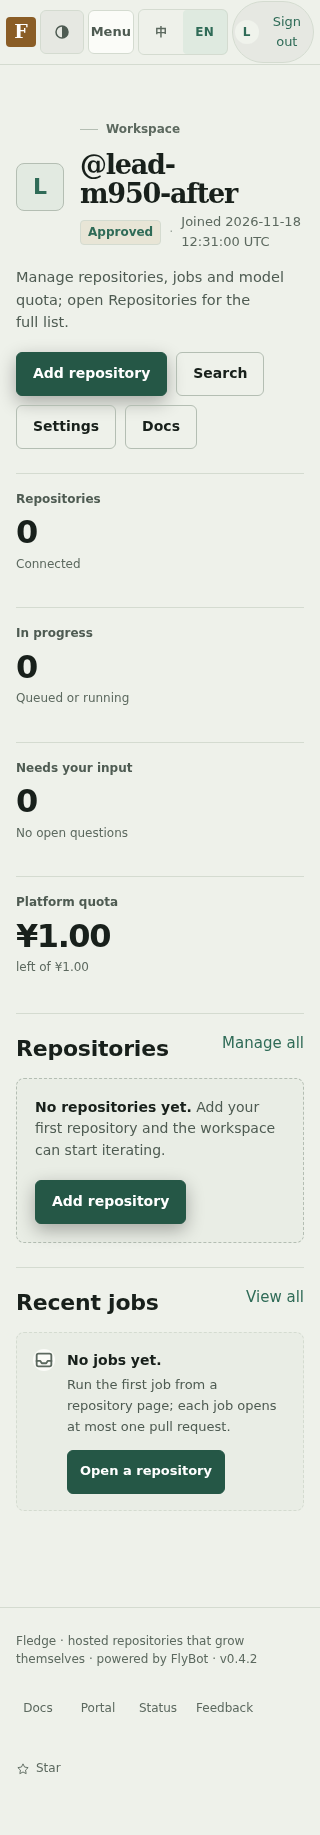 F Menu 中 EN L Sign out
Workspace
L
@lead-
m950-after
Approved · Joined 2026-11-18
12:31:00 UTC
Manage repositories, jobs and model
quota; open Repositories for the
full list.
Add repository Search
Settings Docs
Repositories
0
Connected
In progress
0
Queued or running
Needs your input
0
No open questions
Platform quota
¥1.00
left of ¥1.00
Repositories Manage all
No repositories yet. Add your
first repository and the workspace
can start iterating.
Add repository
Recent jobs View all
No jobs yet.
Run the first job from a
repository page; each job opens
at most one pull request.
Open a repository
Fledge · hosted repositories that grow
themselves · powered by FlyBot · v0.4.2
Docs Portal Status Feedback
Star